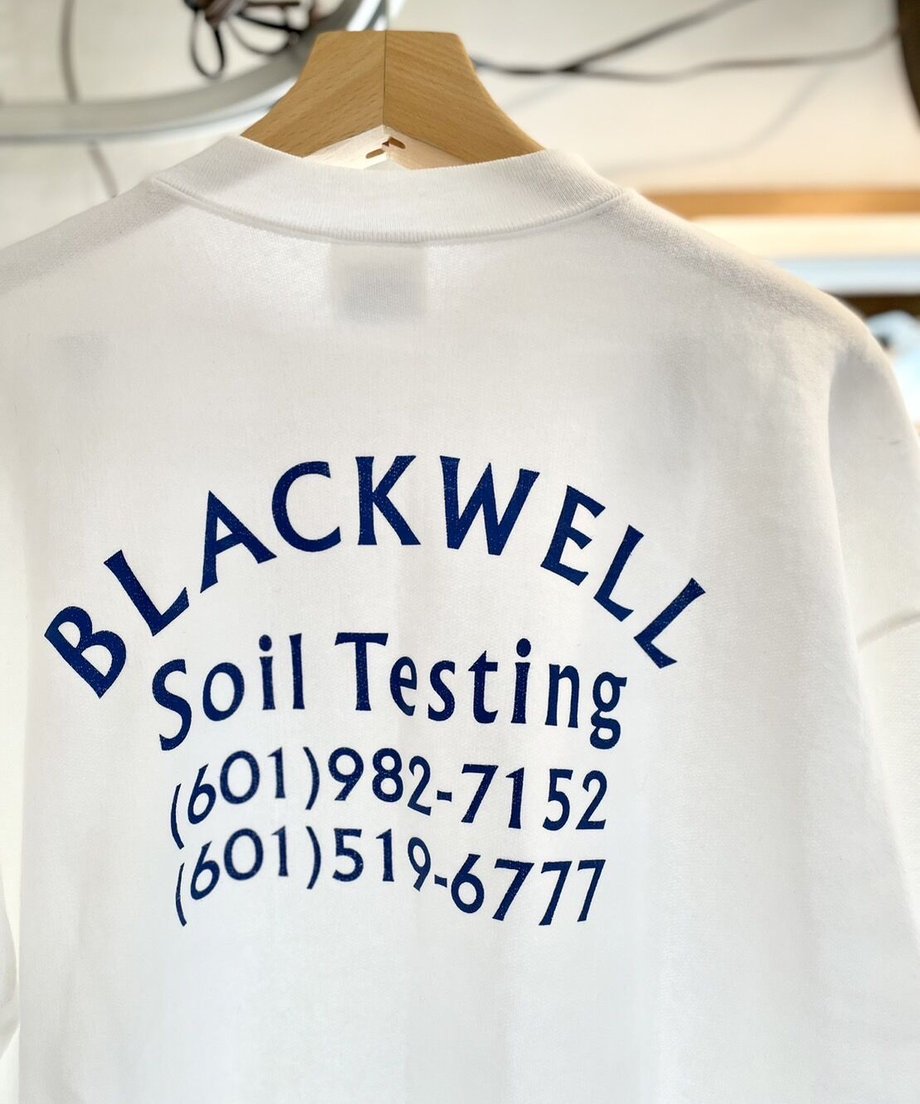 BLACKWELL
Soil Testing
(601)982-7152
(601)519-6777